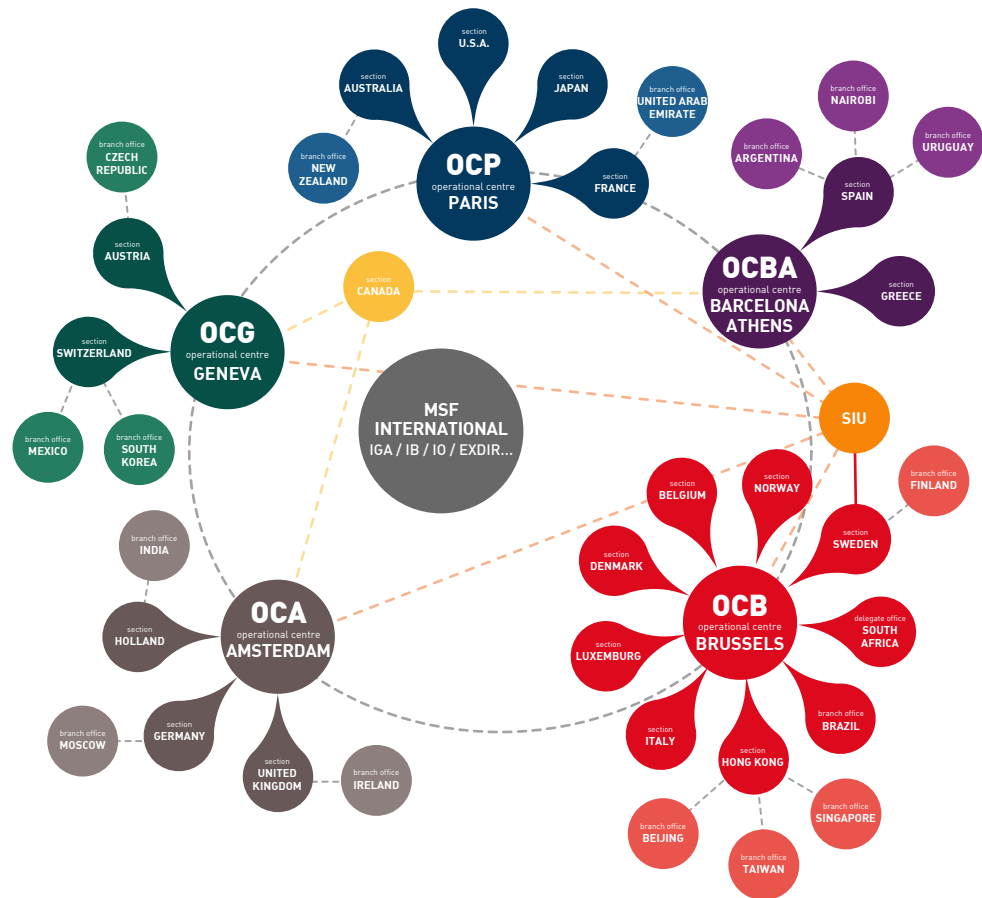 section
U.S.A.
section
AUSTRALIA
section
JAPAN
branch office
UNITED ARAB
EMIRATE
branch office
NEW
ZEALAND
OCP
operational centre
PARIS
section
FRANCE
branch office
NAIROBI
branch office
ARGENTINA
branch office
URUGUAY
section
SPAIN
OCBA
operational centre
BARCELONA
ATHENS
section
GREECE
branch office
CZECH
REPUBLIC
section
AUSTRIA
section
CANADA
OCG
operational centre
GENEVA
section
SWITZERLAND
branch office
MEXICO
branch office
SOUTH
KOREA
MSF
INTERNATIONAL
IGA / IB / IO / EXDIR...
SIU
branch office
FINLAND
section
NORWAY
section
BELGIUM
section
SWEDEN
section
DENMARK
OCB
operational centre
BRUSSELS
delegate office
SOUTH
AFRICA
section
LUXEMBURG
section
ITALY
section
HONG KONG
branch office
BRAZIL
branch office
BEIJING
branch office
TAIWAN
branch office
SINGAPORE
branch office
INDIA
section
HOLLAND
OCA
operational centre
AMSTERDAM
section
GERMANY
branch office
MOSCOW
section
UNITED
KINGDOM
branch office
IRELAND